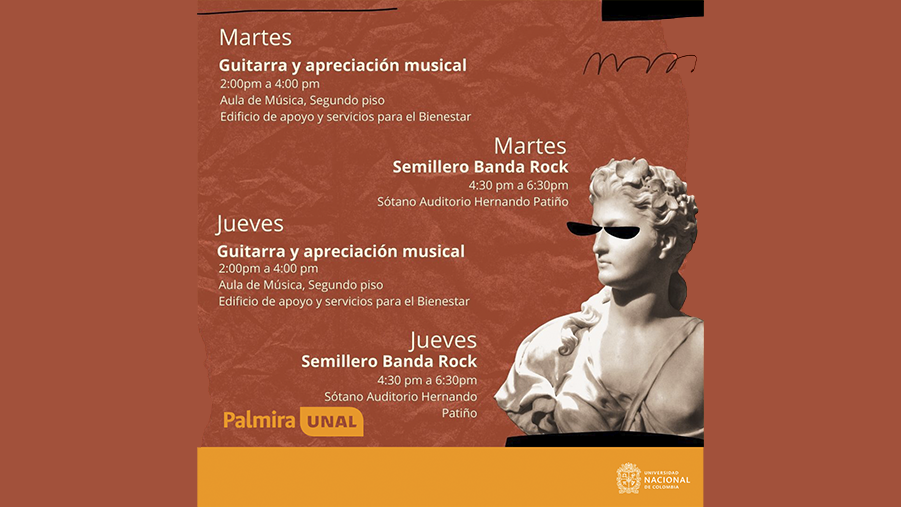 Martes
Guitarra y apreciación musical
2:00pm a 4:00 pm
Aula de Música, Segundo piso
Edificio de apoyo y servicios para el Bienestar
Martes
Semillero Banda Rock
4:30 pm a 6:30pm
Sótano Auditorio Hernando Patiño
Jueves
Guitarra y apreciación musical
2:00pm a 4:00 pm
Aula de Música, Segundo piso
Edificio de apoyo y servicios para el Bienestar
Jueves
Semillero Banda Rock
4:30 pm a 6:30pm
Sótano Auditorio Hernando
Patiño
Palmira UNAL
UNIVERSIDAD
NACIONAL
DE COLOMBIA